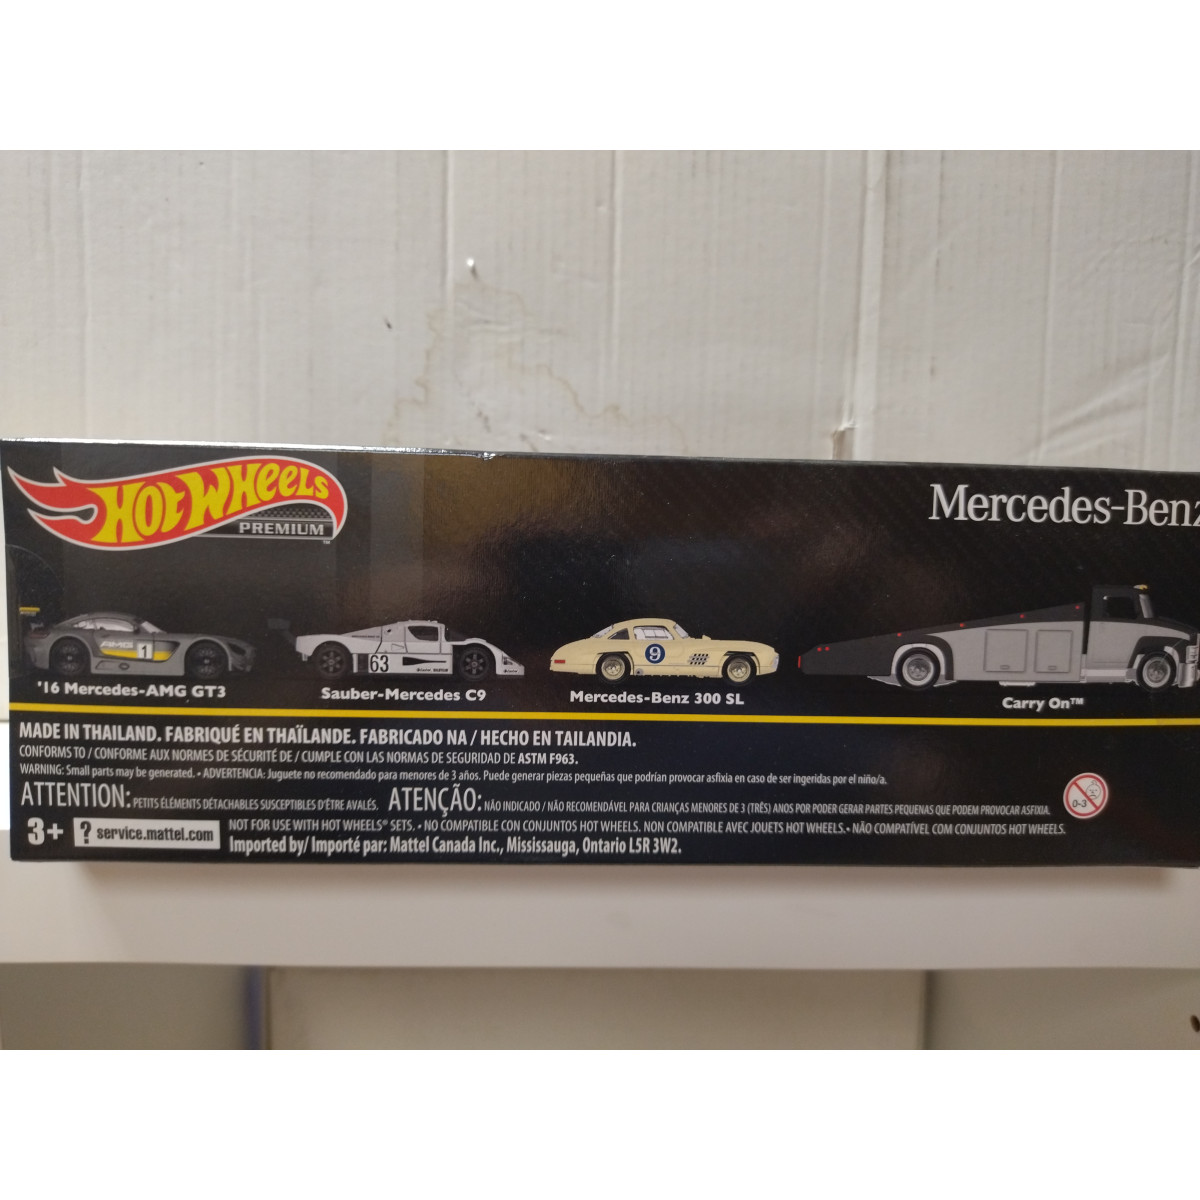 HOT WHEELS
PREMIUM™
Mercedes-Benz
AMG 1
63
9
'16 Mercedes-AMG GT3
Sauber-Mercedes C9
Mercedes-Benz 300 SL
Carry On™
MADE IN THAILAND. FABRIQUÉ EN THAÏLANDE. FABRICADO NA / HECHO EN TAILANDIA.
CONFORMS TO / CONFORME AUX NORMES DE SÉCURITÉ DE / CUMPLE CON LAS NORMAS DE SEGURIDAD DE ASTM F963.
WARNING: Small parts may be generated. • ADVERTENCIA: Juguete no recomendado para menores de 3 años. Puede generar piezas pequeñas que podrían provocar asfixia en caso de ser ingeridas por el niño/a.
ATTENTION: PETITS ÉLÉMENTS DÉTACHABLES SUSCEPTIBLES D'ÊTRE AVALÉS. ATENÇÃO: NÃO INDICADO / NÃO RECOMENDÁVEL PARA CRIANÇAS MENORES DE 3 (TRÊS) ANOS POR PODER GERAR PARTES PEQUENAS QUE PODEM PROVOCAR ASFIXIA.
0-3
3+ ? service.mattel.com
NOT FOR USE WITH HOT WHEELS® SETS. • NO COMPATIBLE CON CONJUNTOS HOT WHEELS. NON COMPATIBLE AVEC JOUETS HOT WHEELS. • NÃO COMPATÍVEL COM CONJUNTOS HOT WHEELS.
Imported by/ Importé par: Mattel Canada Inc., Mississauga, Ontario L5R 3W2.